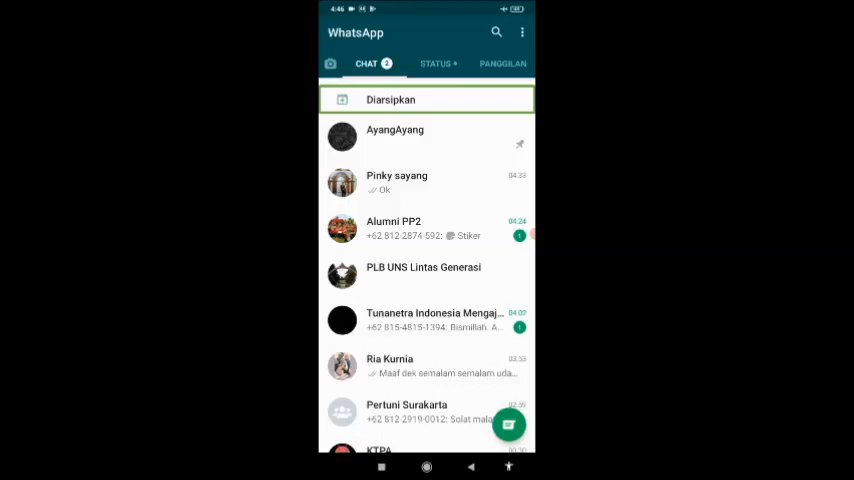 4:46
WhatsApp
CHAT 2
STATUS
PANGGILAN
Diarsipkan
AyangAyang
Pinky sayang 04.33
Ok
Alumni PP2 04.24
+62 812-2874-592: Stiker 1
PLB UNS Lintas Generasi
Tunanetra Indonesia Mengaj...
+62 815-4815-1394: Bismillah. A... 1
Ria Kurnia 03.53
Maaf dek semalam semalam uda...
Pertuni Surakarta
+62 812-2919-0012: Solat mala
KTPA